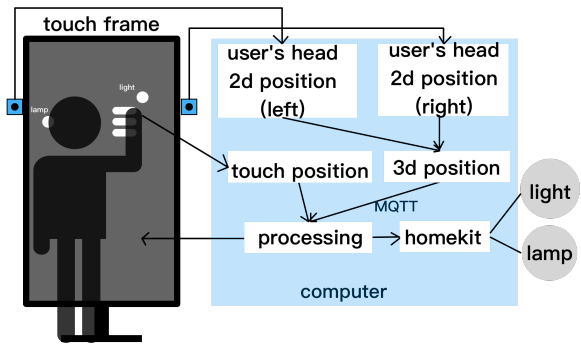 touch frame
light
lamp
user's head
2d position
(left)
user's head
2d position
(right)
touch position
3d position
MQTT
processing
homekit
light
lamp
computer